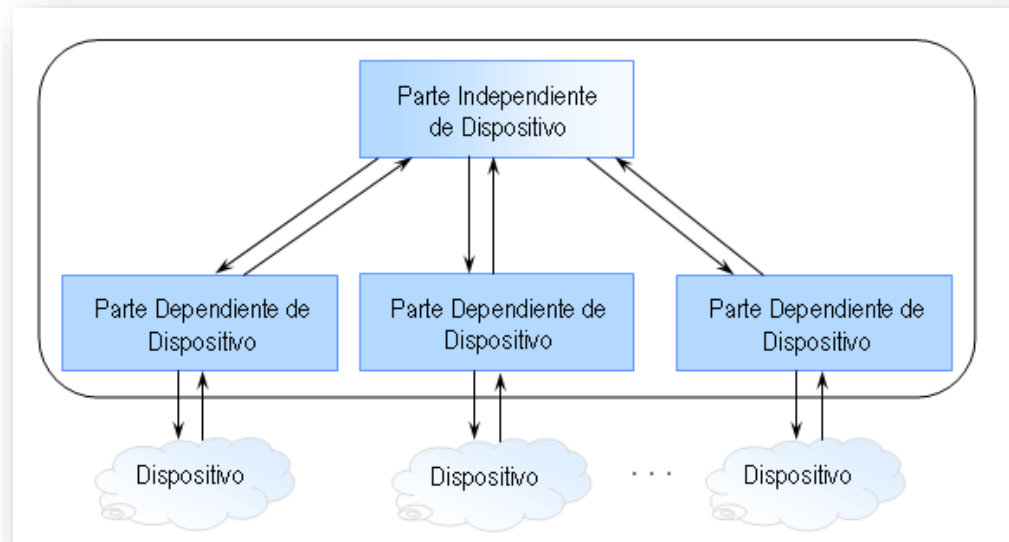 Parte Independiente
de Dispositivo
Parte Dependiente de
Dispositivo
Parte Dependiente de
Dispositivo
Parte Dependiente de
Dispositivo
Dispositivo
Dispositivo
. . .
Dispositivo